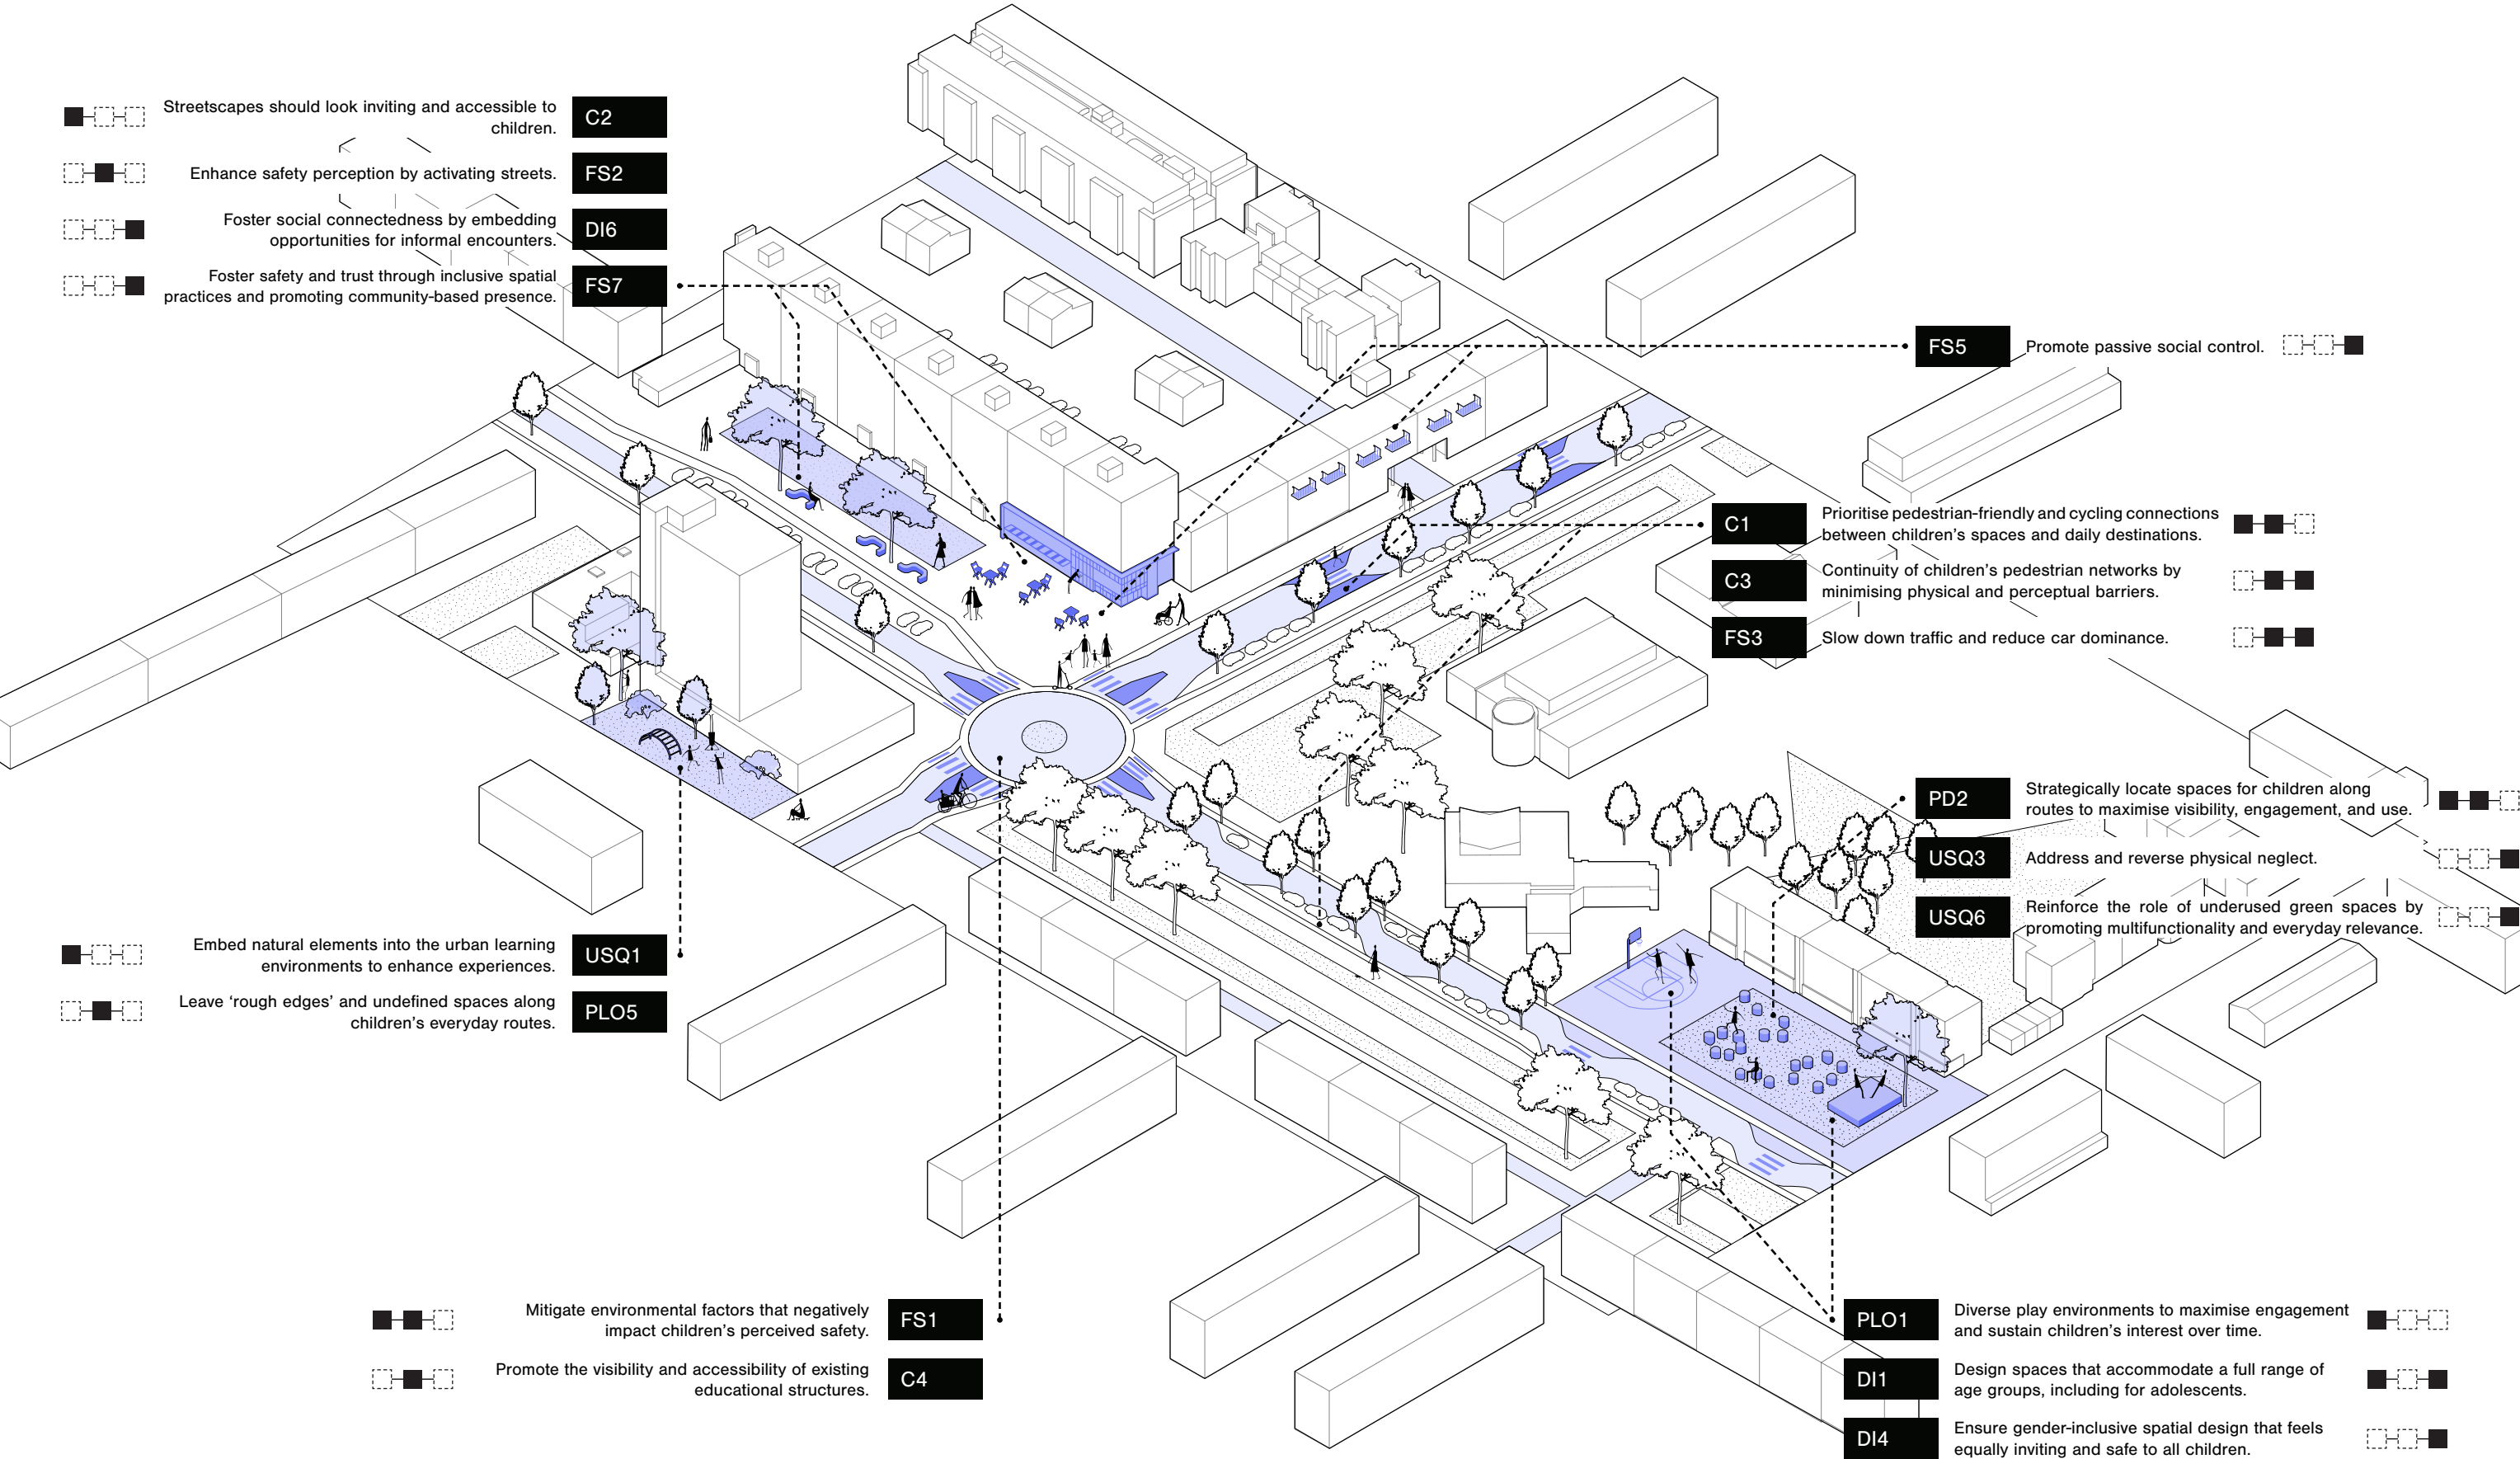 Streetscapes should look inviting and accessible to
children.
C2
Enhance safety perception by activating streets.
FS2
Foster social connectedness by embedding
opportunities for informal encounters.
DI6
Foster safety and trust through inclusive spatial
practices and promoting community-based presence.
FS7
FS5
Promote passive social control.
C1
Prioritise pedestrian-friendly and cycling connections
between children’s spaces and daily destinations.
C3
Continuity of children’s pedestrian networks by
minimising physical and perceptual barriers.
FS3
Slow down traffic and reduce car dominance.
PD2
Strategically locate spaces for children along
routes to maximise visibility, engagement, and use.
USQ3
Address and reverse physical neglect.
USQ6
Reinforce the role of underused green spaces by
promoting multifunctionality and everyday relevance.
Embed natural elements into the urban learning
environments to enhance experiences.
USQ1
Leave ‘rough edges’ and undefined spaces along
children’s everyday routes.
PLO5
Mitigate environmental factors that negatively
impact children’s perceived safety.
FS1
Promote the visibility and accessibility of existing
educational structures.
C4
PLO1
Diverse play environments to maximise engagement
and sustain children’s interest over time.
DI1
Design spaces that accommodate a full range of
age groups, including for adolescents.
DI4
Ensure gender-inclusive spatial design that feels
equally inviting and safe to all children.